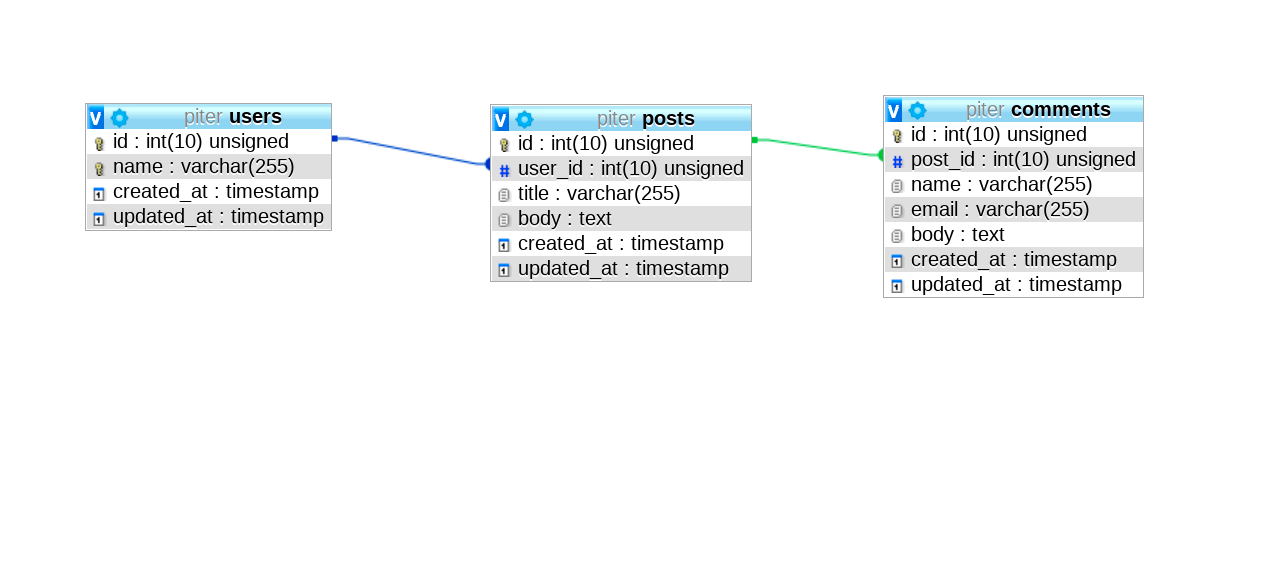 V piter users
id : int(10) unsigned
name : varchar(255)
created_at : timestamp
updated_at : timestamp
V piter posts
id : int(10) unsigned
user_id : int(10) unsigned
title : varchar(255)
body : text
created_at : timestamp
updated_at : timestamp
V piter comments
id : int(10) unsigned
post_id : int(10) unsigned
name : varchar(255)
email : varchar(255)
body : text
created_at : timestamp
updated_at : timestamp